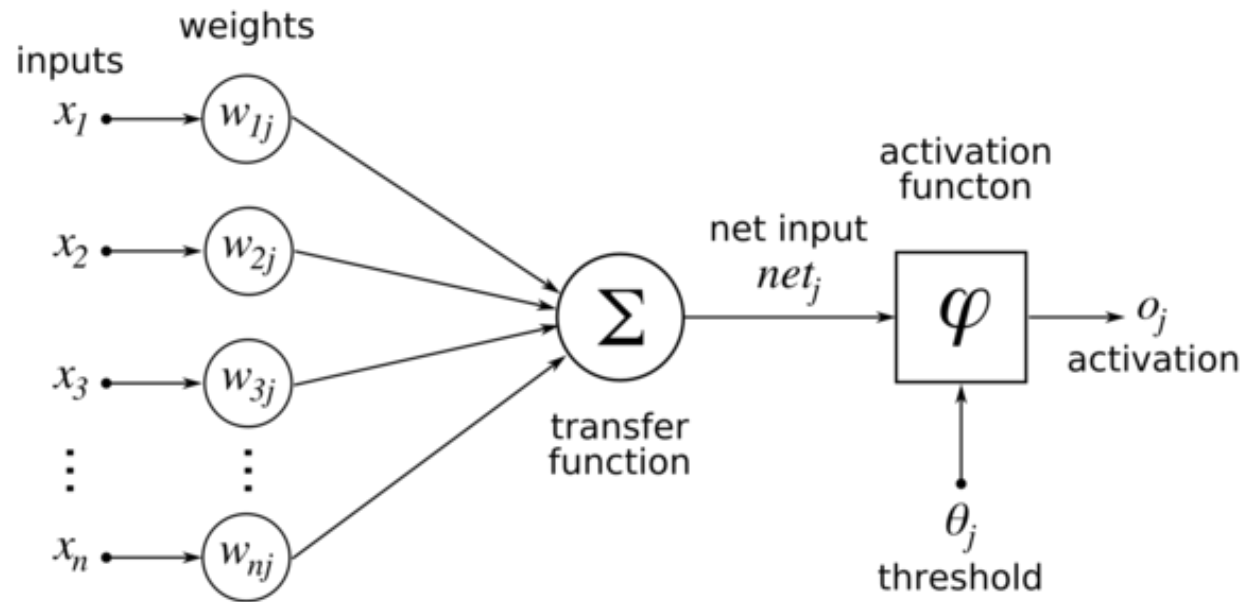 weights
inputs
x₁ w₁ⱼ
x₂ w₂ⱼ
x₃ w₃ⱼ
⋮ ⋮
xₙ wₙⱼ
Σ
transfer
function
net input
netⱼ
activation
functon
φ
oⱼ
activation
θⱼ
threshold